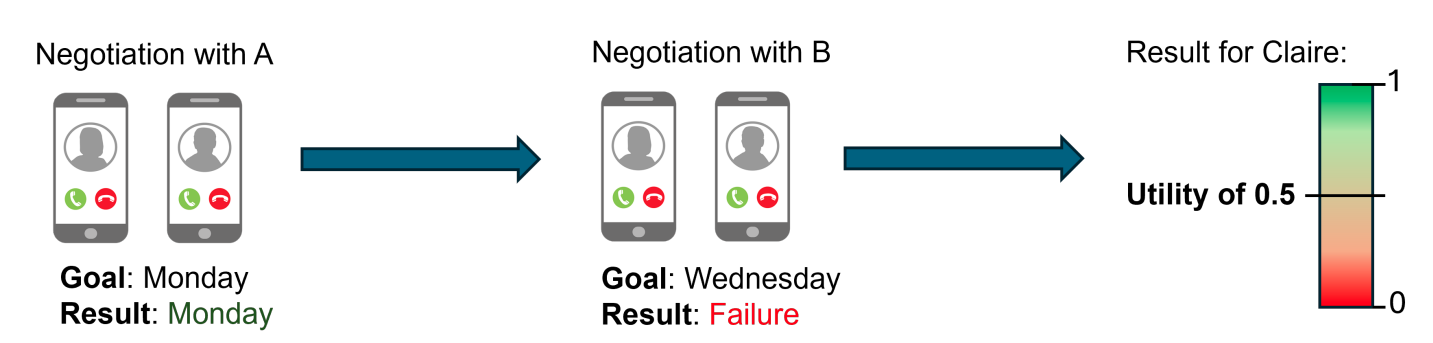 Negotiation with A
Goal: Monday
Result: Monday
Negotiation with B
Goal: Wednesday
Result: Failure
Result for Claire:
1
Utility of 0.5
0